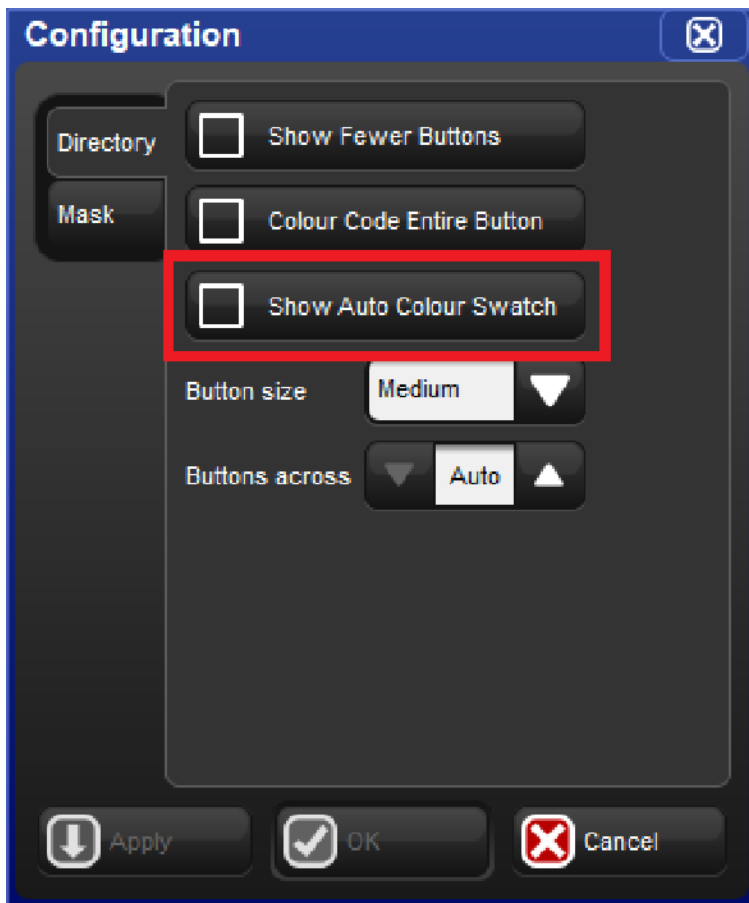 Configuration
Directory
Show Fewer Buttons
Mask
Colour Code Entire Button
Show Auto Colour Swatch
Button size
Medium
Buttons across
Auto
Apply
OK
Cancel